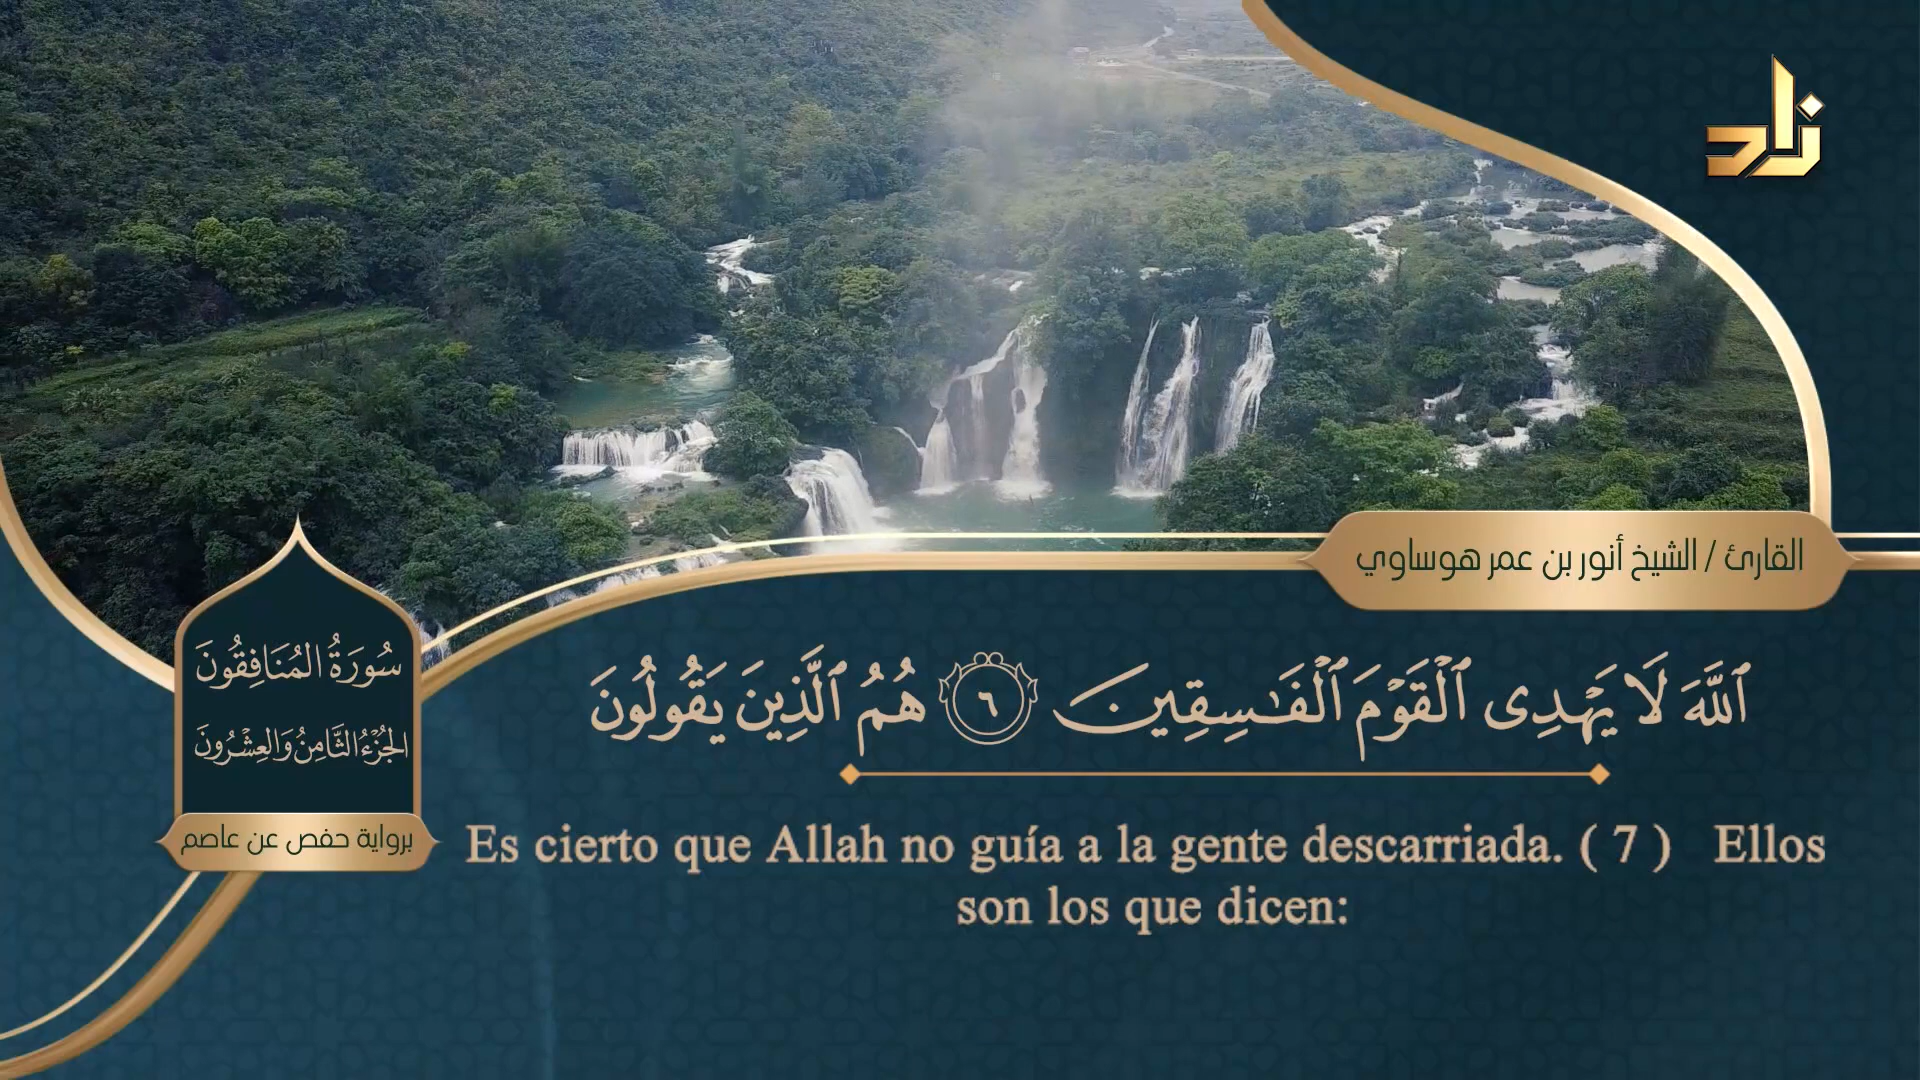 زاد
القارئ / الشيخ أنور بن عمر هوساوي
سُورَةُ المُنَافِقُونَ
الجُزْءُ الثَّامِنُ وَالعِشْرُونَ
برواية حفص عن عاصم
ٱللَّهَ لَا يَهْدِى ٱلْقَوْمَ ٱلْفَـٰسِقِينَ ٦ هُمُ ٱلَّذِينَ يَقُولُونَ
Es cierto que Allah no guía a la gente descarriada. ( 7 ) Ellos
son los que dicen: